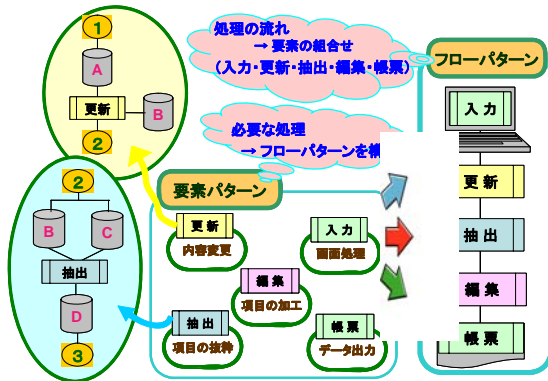 1
A
更新
B
2
処理の流れ
→ 要素の組合せ
(入力・更新・抽出・編集・帳票)
必要な処理
→ フローパターンを
フローパターン
入力
更新
抽出
編集
帳票
2
B
C
抽出
D
3
要素パターン
更新
内容変更
入力
画面処理
編集
項目の加工
抽出
項目の抜粋
帳票
データ出力